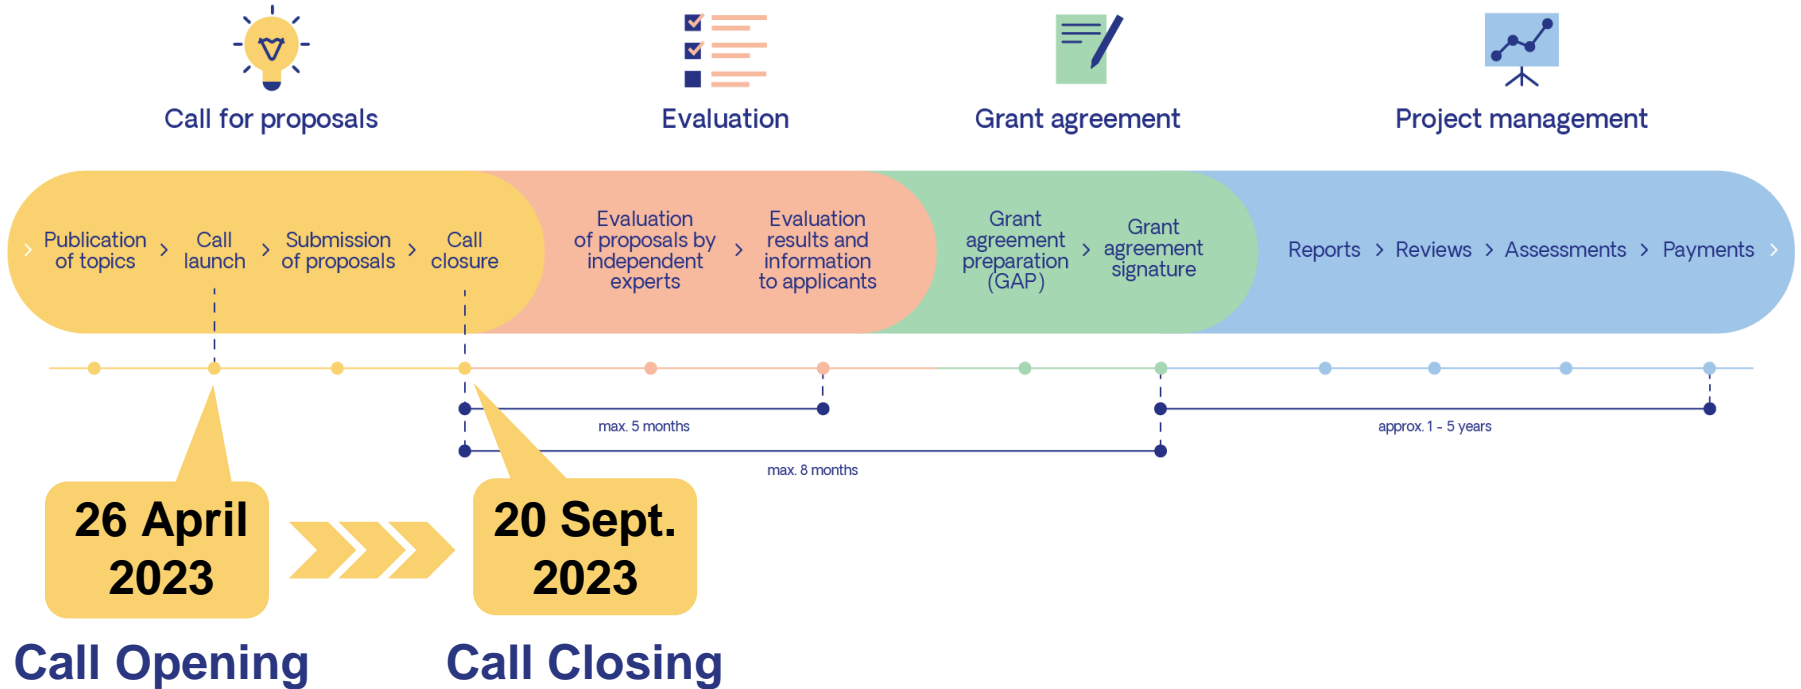 Call for proposals
Evaluation
Grant agreement
Project management
Publication
of topics
Call
launch
Submission
of proposals
Call
closure
Evaluation
of proposals by
independent
experts
Evaluation
results and
information
to applicants
Grant
agreement
preparation
(GAP)
Grant
agreement
signature
Reports
Reviews
Assessments
Payments
max. 5 months
approx. 1 - 5 years
max. 8 months
26 April
2023
20 Sept.
2023
Call Opening
Call Closing